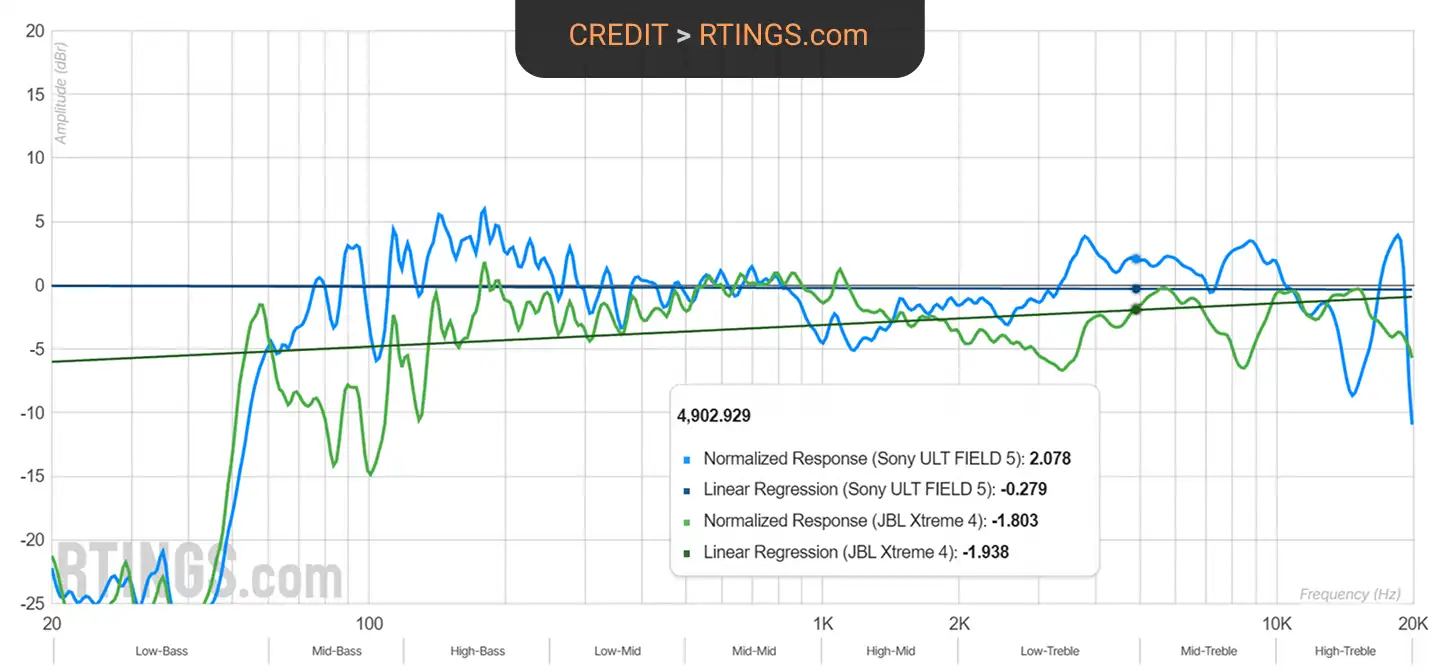 CREDIT > RTINGS.com
20
15
10
5
0
-5
-10
-15
-20
-25
Amplitude (dBr)
4,902.929
Normalized Response (Sony ULT FIELD 5): 2.078
Linear Regression (Sony ULT FIELD 5): -0.279
Normalized Response (JBL Xtreme 4): -1.803
Linear Regression (JBL Xtreme 4): -1.938
RTINGS.com
Frequency (Hz)
20 100 1K 2K 10K 20K
Low-Bass Mid-Bass High-Bass Low-Mid Mid-Mid High-Mid Low-Treble Mid-Treble High-Treble